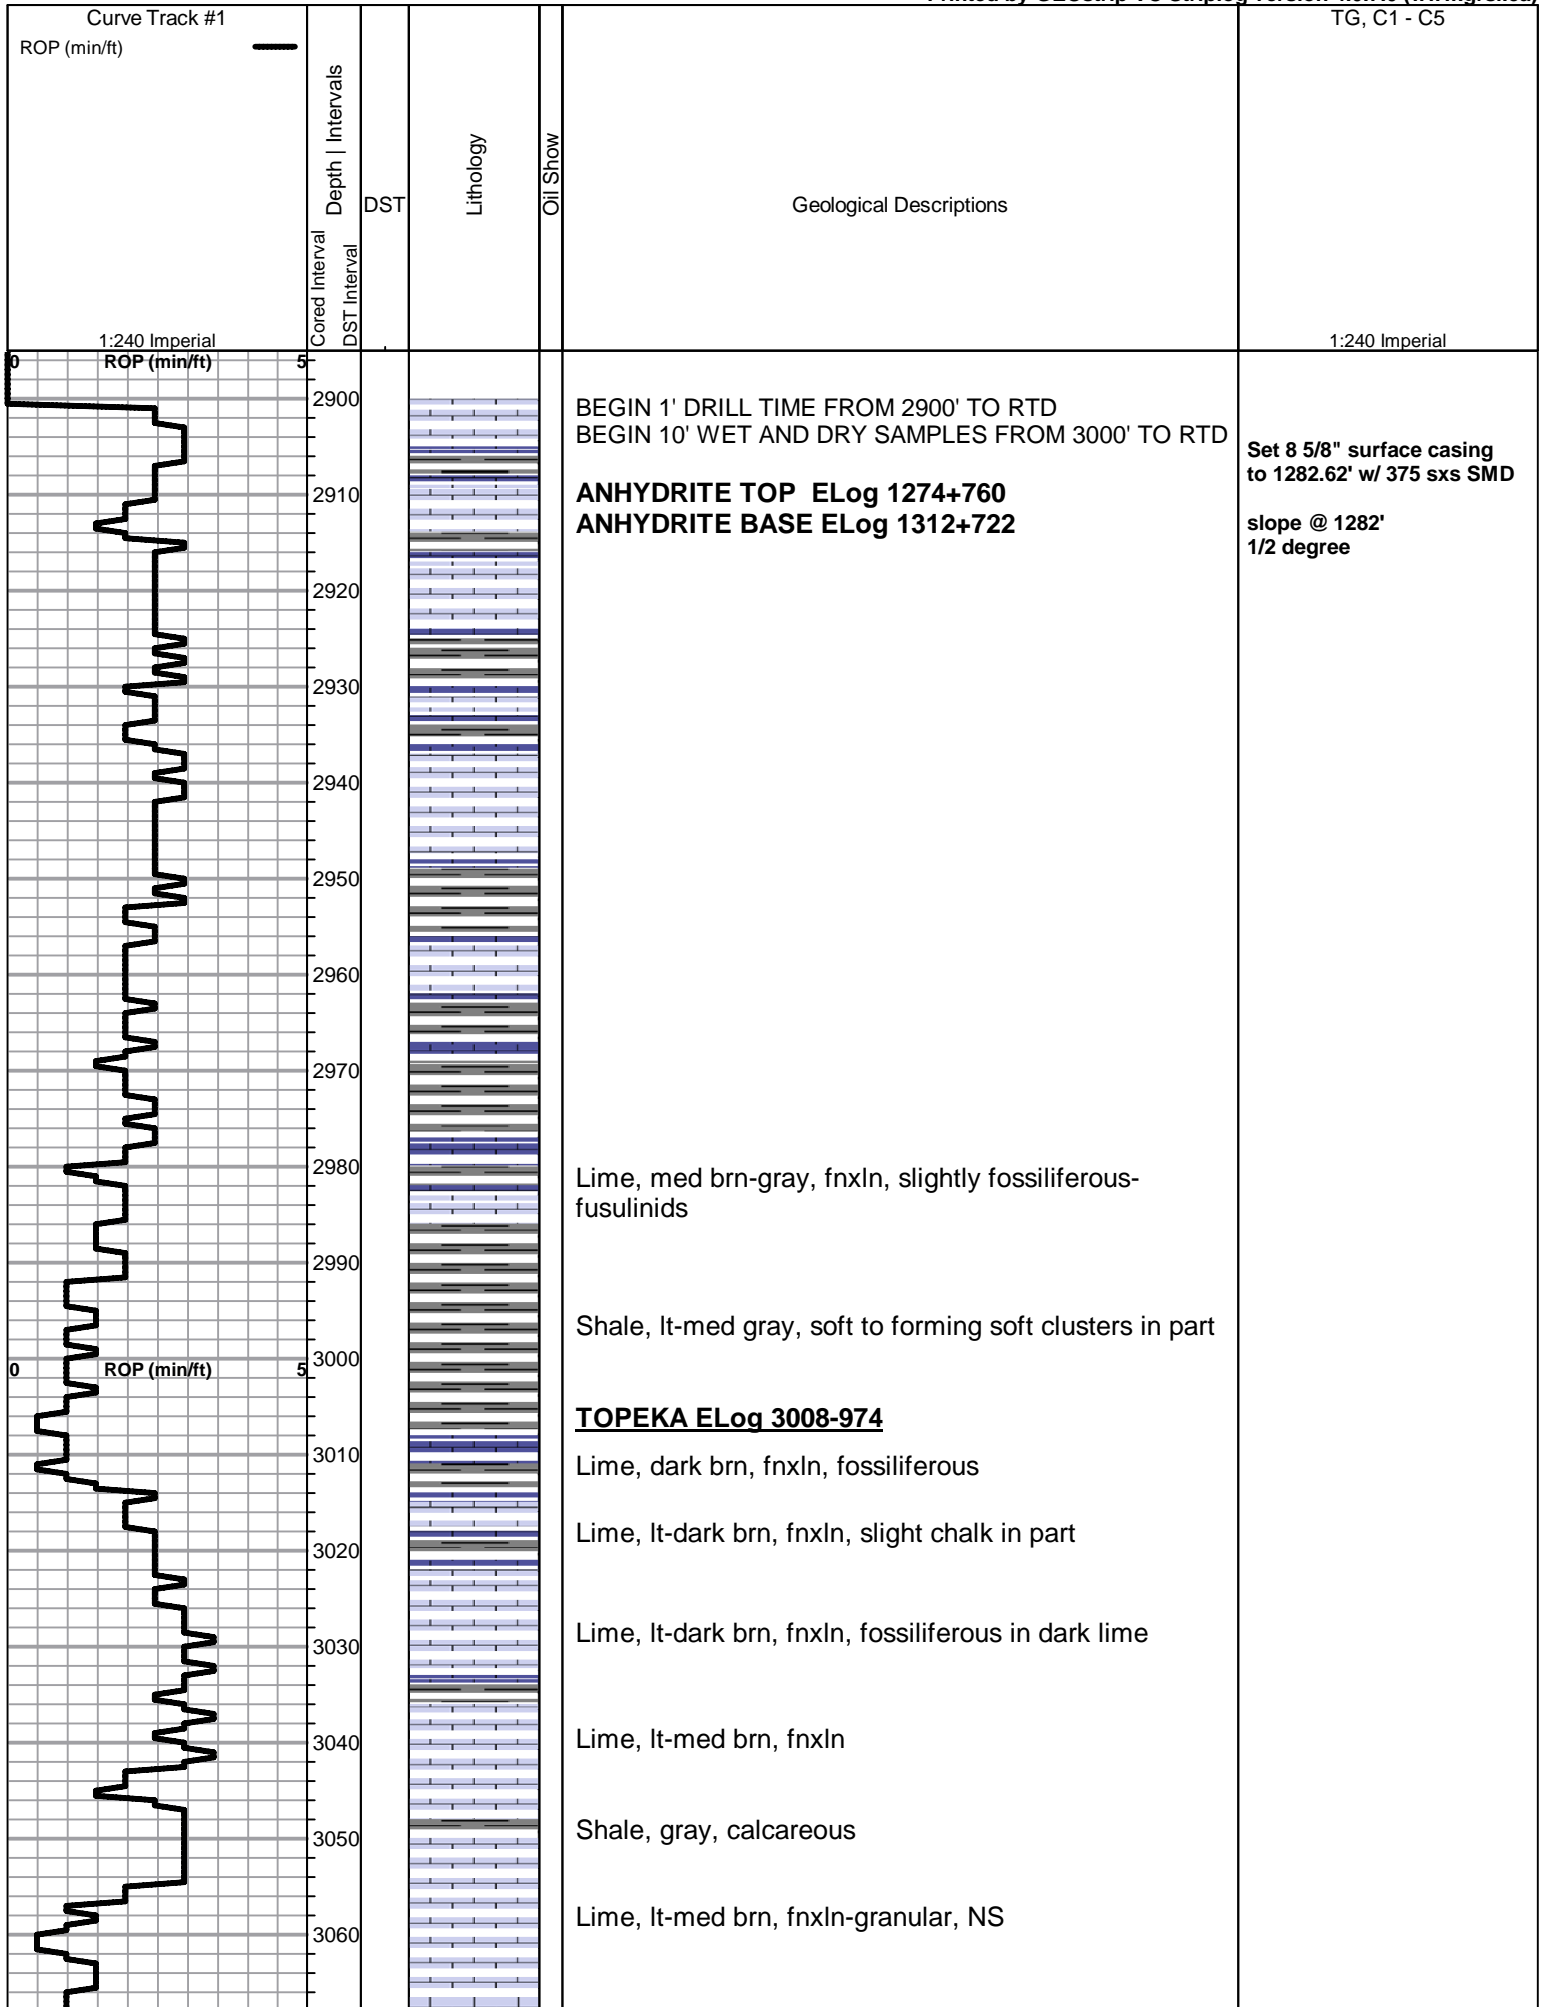 Curve Track #1
TG, C1 - C5
ROP (min/ft)
Depth | Intervals
Cored Interval
DST Interval
DST
Lithology
Oil Show
Geological Descriptions
1:240 Imperial
1:240 Imperial
0 ROP (min/ft) 5
2900
BEGIN 1' DRILL TIME FROM 2900' TO RTD
BEGIN 10' WET AND DRY SAMPLES FROM 3000' TO RTD
Set 8 5/8" surface casing
to 1282.62' w/ 375 sxs SMD
2910
ANHYDRITE TOP ELog 1274+760
ANHYDRITE BASE ELog 1312+722
slope @ 1282'
1/2 degree
2920
2930
2940
2950
2960
2970
2980
Lime, med brn-gray, fnxln, slightly fossiliferous-
fusulinids
2990
Shale, lt-med gray, soft to forming soft clusters in part
3000
0 ROP (min/ft) 5
TOPEKA ELog 3008-974
3010
Lime, dark brn, fnxln, fossiliferous
Lime, lt-dark brn, fnxln, slight chalk in part
3020
Lime, lt-dark brn, fnxln, fossiliferous in dark lime
3030
Lime, lt-med brn, fnxln
3040
Shale, gray, calcareous
3050
Lime, lt-med brn, fnxln-granular, NS
3060